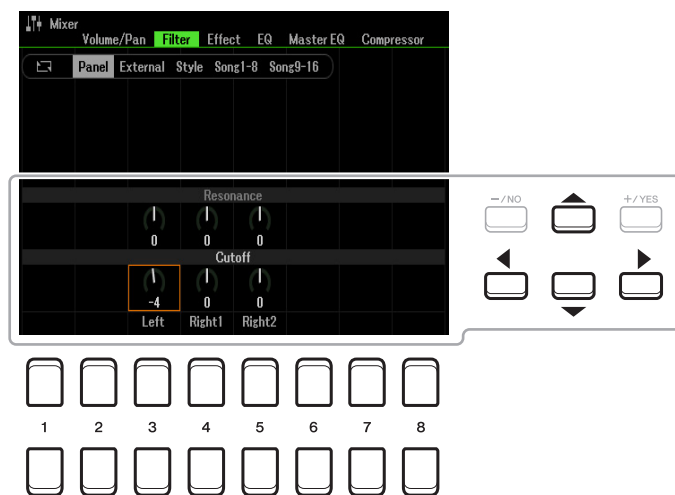 Mixer
Volume/Pan Filter Effect EQ Master EQ Compressor
Panel External Style Song1-8 Song9-16
Resonance
0 0 0
Cutoff
-4 0 0
Left Right1 Right2
−/NO +/YES
1 2 3 4 5 6 7 8